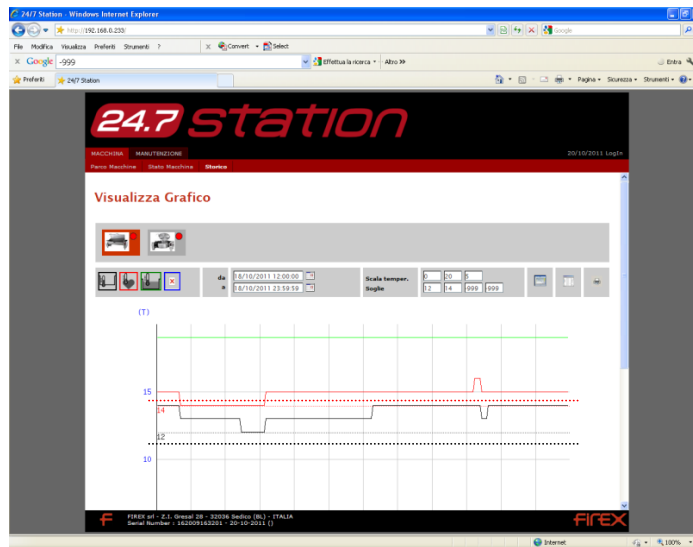 24/7 Station - Windows Internet Explorer
http://192.168.0.233/
Google
File Modifica Visualizza Preferiti Strumenti ?
Convert Select
Google -999 Effettua la ricerca Altro » Entra
Preferiti 24/7 Station Pagina Sicurezza Strumenti
24.7 station
MACCHINA MANUTENZIONE 20/10/2011 LogIn
Parco Macchine Stato Macchina Storico
Visualizza Grafico
da 18/10/2011 12:00:00 Scala temper. 0 20 5
a 18/10/2011 23:59:59 Soglie 12 14 -999 -999
(T)
15
14
12
10
FIREX srl - Z.I. Gresal 28 - 32036 Sedico (BL) - ITALIA
Serial Number : 162009163201 - 20-10-2011 ()
FIREX
Internet 100%